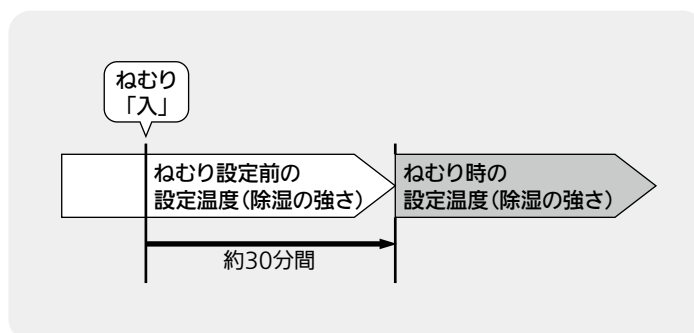 ねむり
「入」
ねむり設定前の
設定温度(除湿の強さ)
ねむり時の
設定温度(除湿の強さ)
約30分間